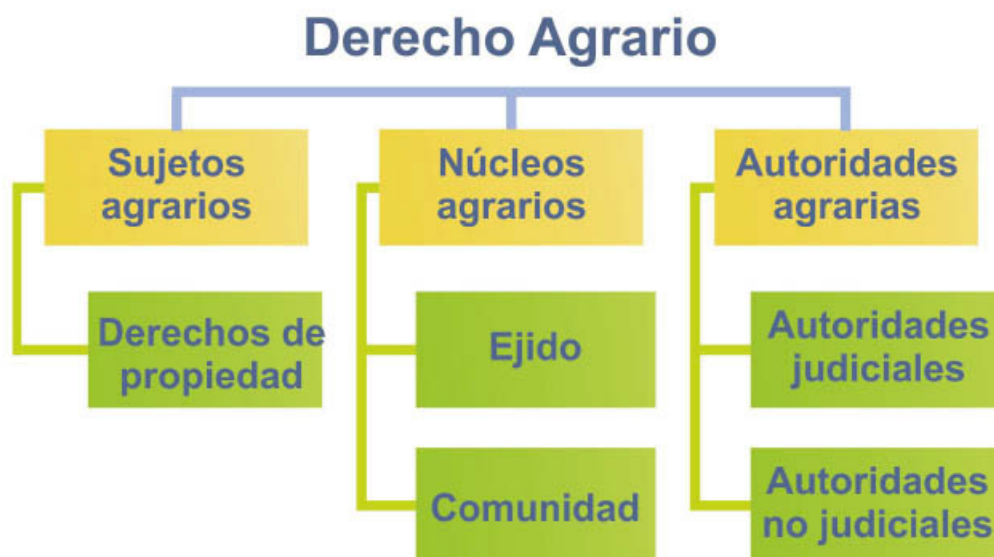 Derecho Agrario
Sujetos
agrarios
Derechos de
propiedad
Núcleos
agrarios
Ejido
Comunidad
Autoridades
agrarias
Autoridades
judiciales
Autoridades
no judiciales